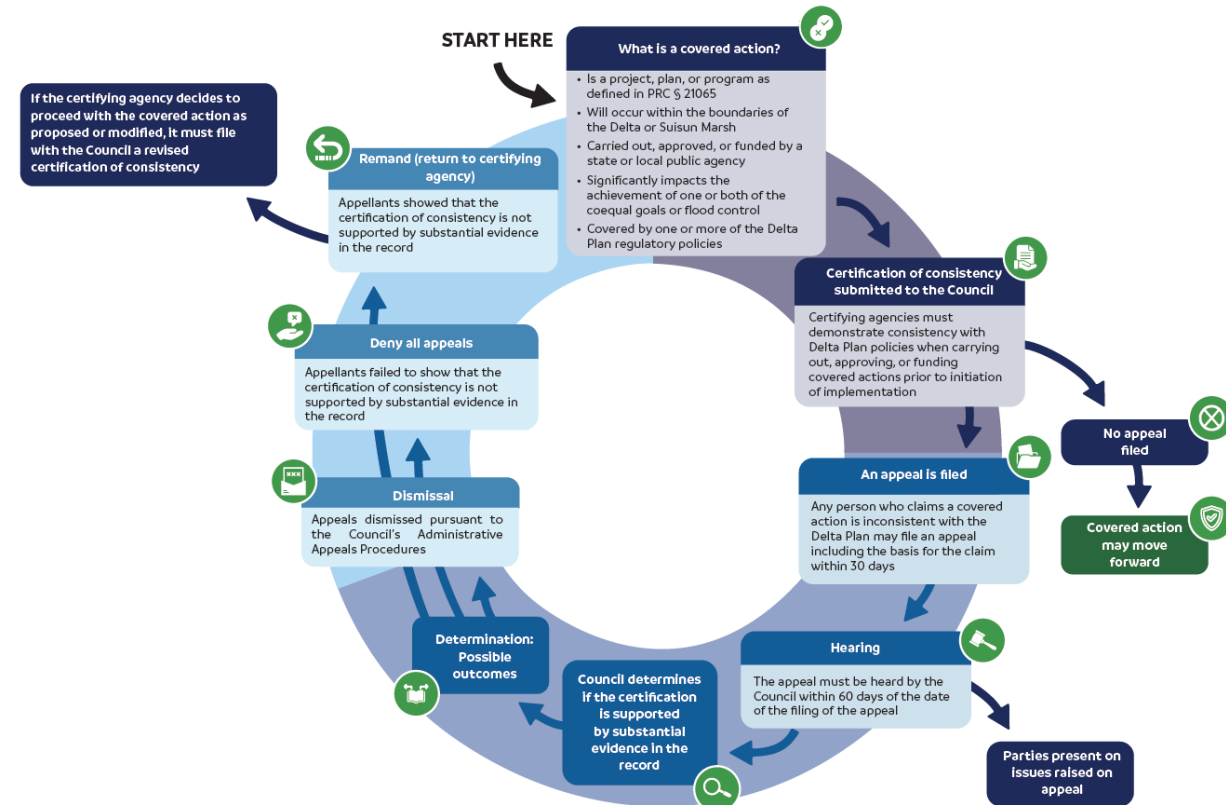 START HERE
What is a covered action?
• Is a project, plan, or program as
defined in PRC § 21065
• Will occur within the boundaries of
the Delta or Suisun Marsh
• Carried out, approved, or funded by a
state or local public agency
• Significantly impacts the
achievement of one or both of the
coequal goals or flood control
• Covered by one or more of the Delta
Plan regulatory policies
Certification of consistency
submitted to the Council
Certifying agencies must
demonstrate consistency with
Delta Plan policies when carrying
out, approving, or funding
covered actions prior to initiation
of implementation
No appeal
filed
Covered action
may move
forward
An appeal is filed
Any person who claims a covered
action is inconsistent with the
Delta Plan may file an appeal
including the basis for the claim
within 30 days
Hearing
The appeal must be heard by the
Council within 60 days of the date
of the filing of the appeal
Parties present on
issues raised on
appeal
Council determines
if the certification
is supported
by substantial
evidence in the
record
Determination:
Possible
outcomes
Dismissal
Appeals dismissed pursuant to
the Council's Administrative
Appeals Procedures
Deny all appeals
Appellants failed to show that the
certification of consistency is not
supported by substantial evidence in
the record
Remand (return to certifying
agency)
Appellants showed that the
certification of consistency is not
supported by substantial evidence
in the record
If the certifying agency decides to
proceed with the covered action as
proposed or modified, it must file
with the Council a revised
certification of consistency